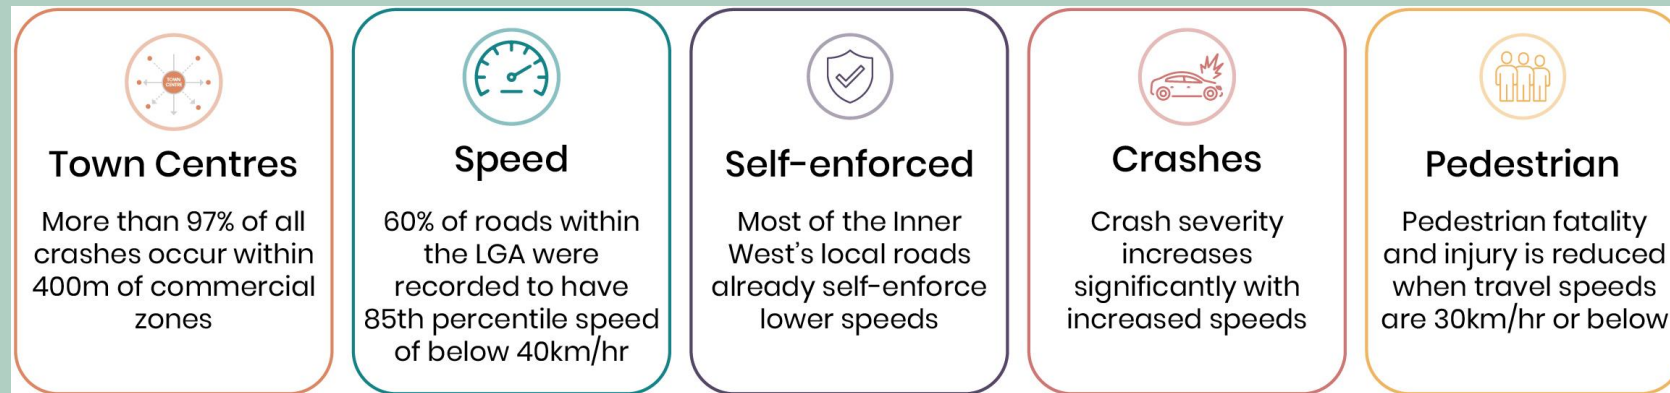 TOWN
CENTRE
Town Centres
More than 97% of all
crashes occur within
400m of commercial
zones
Speed
60% of roads within
the LGA were
recorded to have
85th percentile speed
of below 40km/hr
Self-enforced
Most of the Inner
West's local roads
already self-enforce
lower speeds
Crashes
Crash severity
increases
significantly with
increased speeds
Pedestrian
Pedestrian fatality
and injury is reduced
when travel speeds
are 30km/hr or below